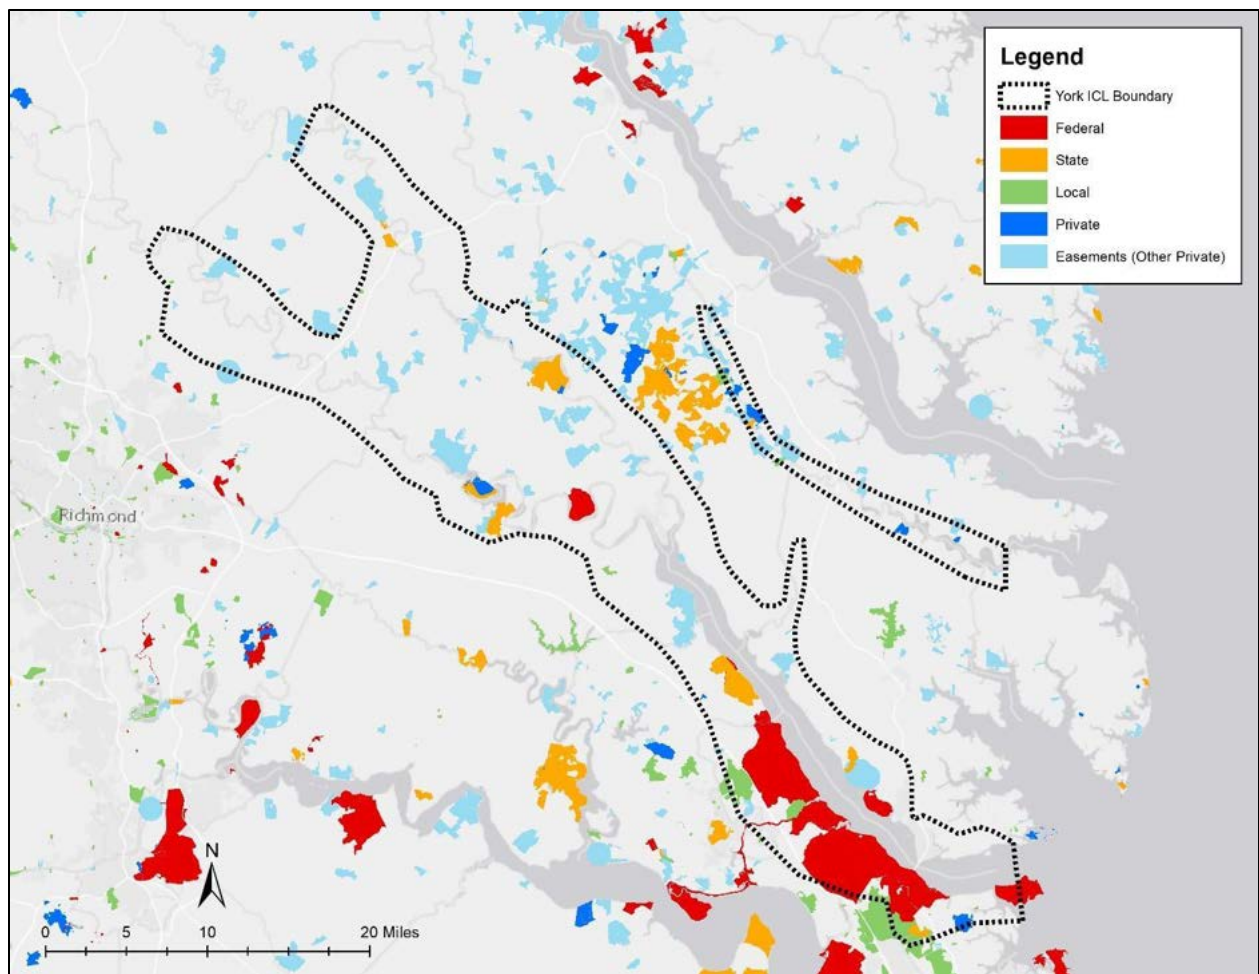 Legend
York ICL Boundary
Federal
State
Local
Private
Easements (Other Private)
Richmond
N
0 5 10 20 Miles